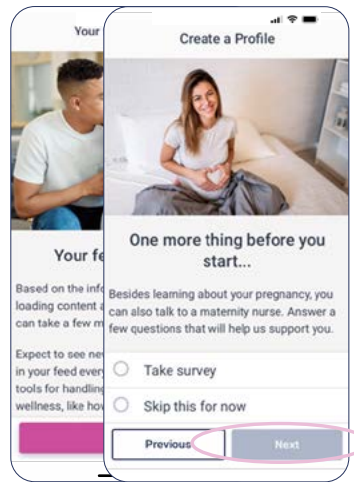 Your
Your fe
Based on the info
loading content a
can take a few m
Expect to see ne
in your feed every
tools for handling
wellness, like how
Create a Profile
One more thing before you
start...
Besides learning about your pregnancy, you
can also talk to a maternity nurse. Answer a
few questions that will help us support you.
Take survey
Skip this for now
Previous
Next